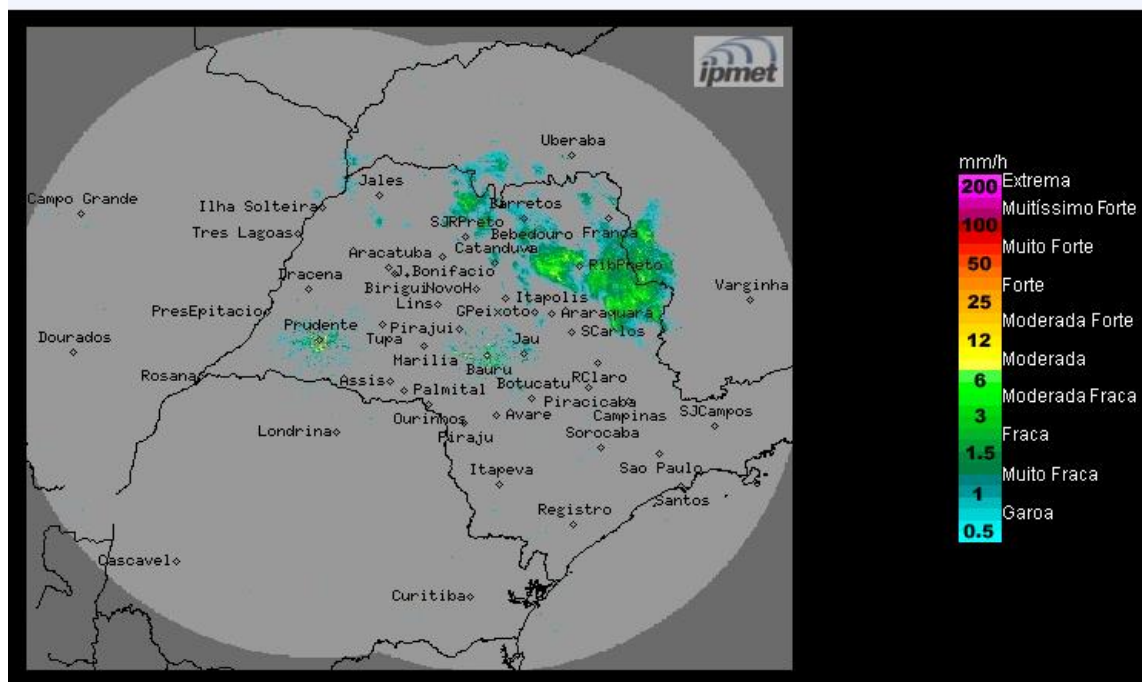 ipmet
Uberaba
Jales
Campo Grande
Ilha Solteira
Barretos
SJRPreto
Franca
Tres Lagoas
Bebedouro
Catanduva
Aracatuba
RibPreto
J.Bonifacio
Dracena
BiriguiNovoH
Varginha
Lins
Itapolis
PresEpitacio
GPeixoto
Araraquara
Prudente
Pirajui
SCarlos
Dourados
Tupa
Jau
Marilia
Bauru
Rosana
Assis
RClaro
Palmital
Botucatu
Piracicaba
Ourinhos
Avare
Campinas
SJCampos
Londrina
Piraju
Sorocaba
Itapeva
Sao Paulo
Santos
Registro
Cascavel
Curitiba
mm/h
200 Extrema
Muitíssimo Forte
100
Muito Forte
50
Forte
25
Moderada Forte
12
Moderada
6
Moderada Fraca
3
Fraca
1.5
Muito Fraca
1
Garoa
0.5